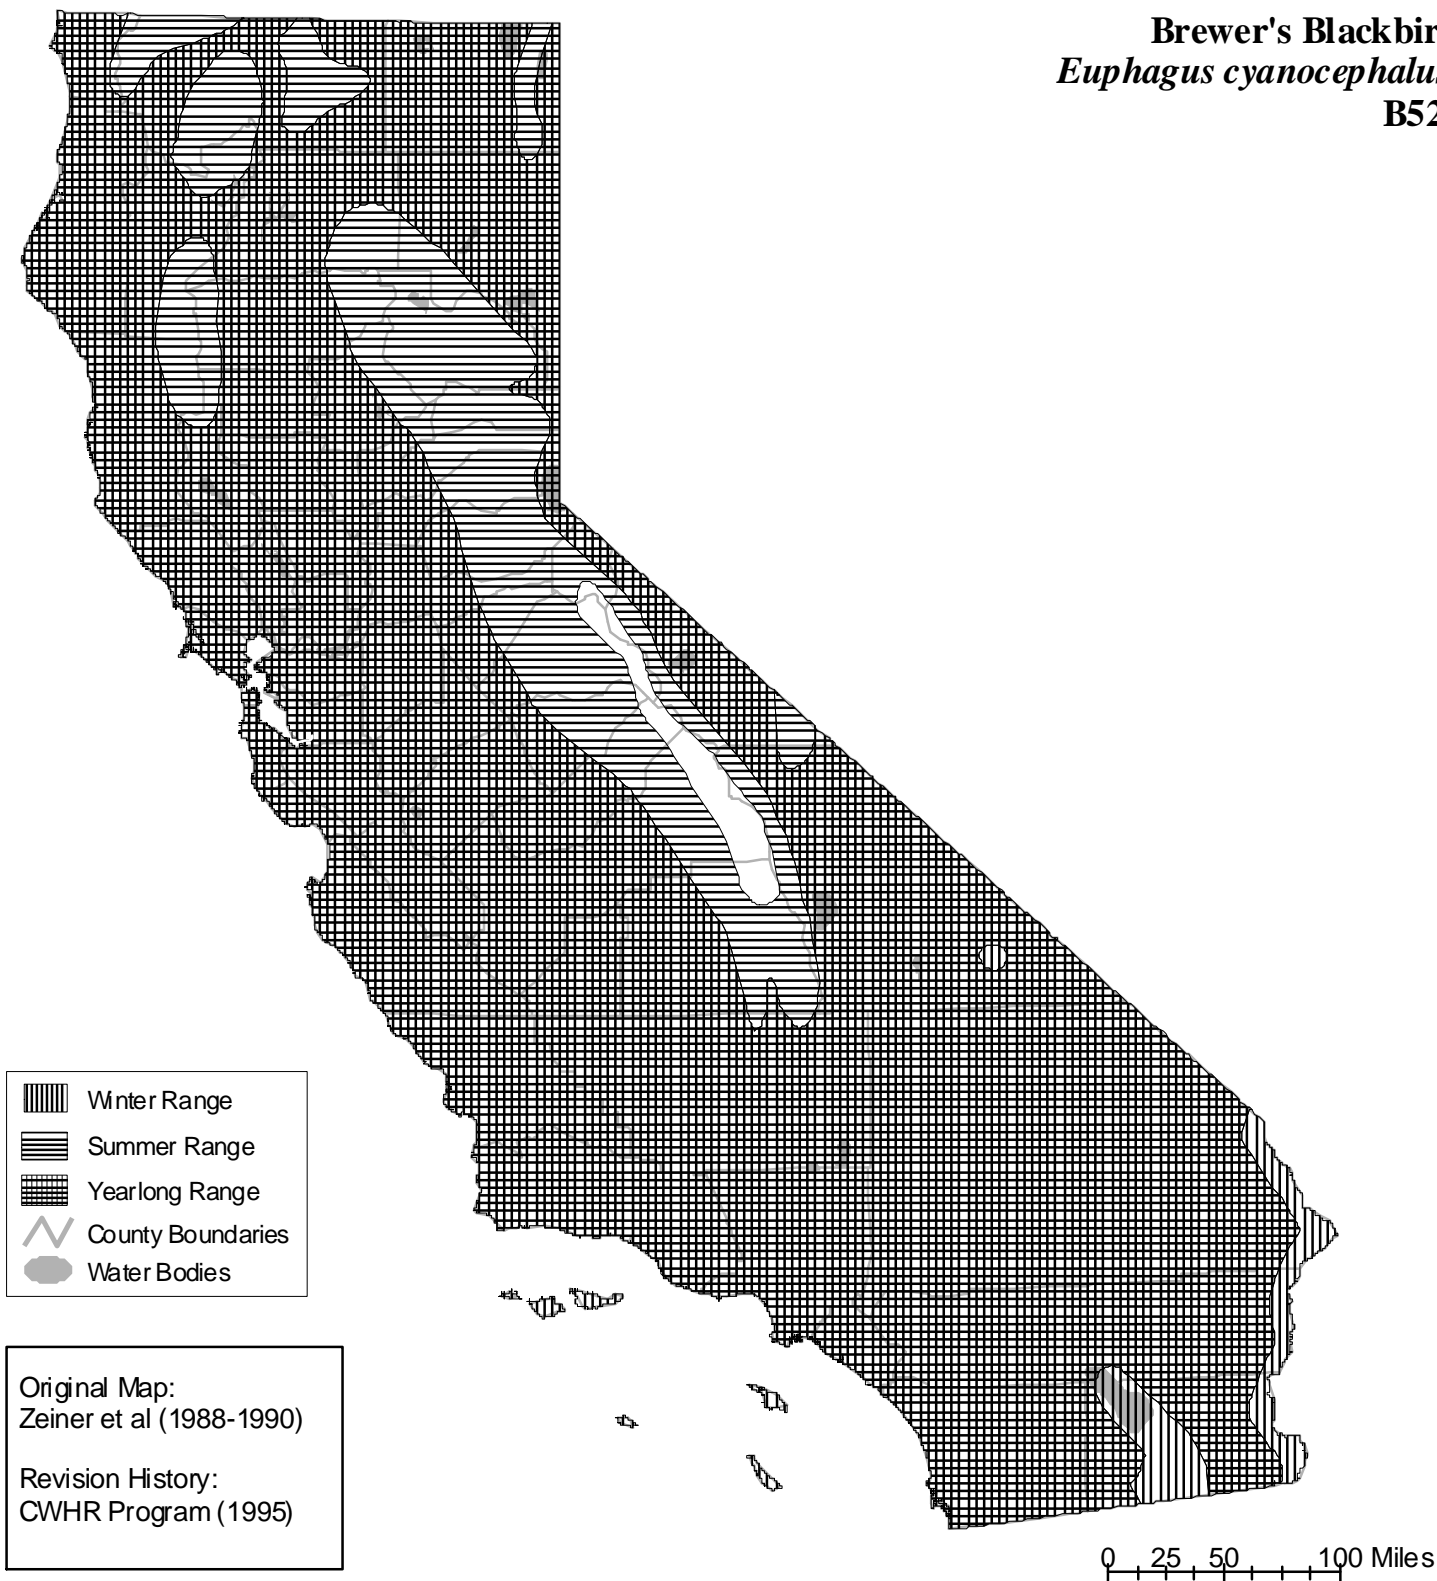 Brewer's Blackbir
Euphagus cyanocephalus
B52
Winter Range
Summer Range
Yearlong Range
County Boundaries
Water Bodies
Original Map:
Zeiner et al (1988-1990)
Revision History:
CWHR Program (1995)
0 25 50 100 Miles